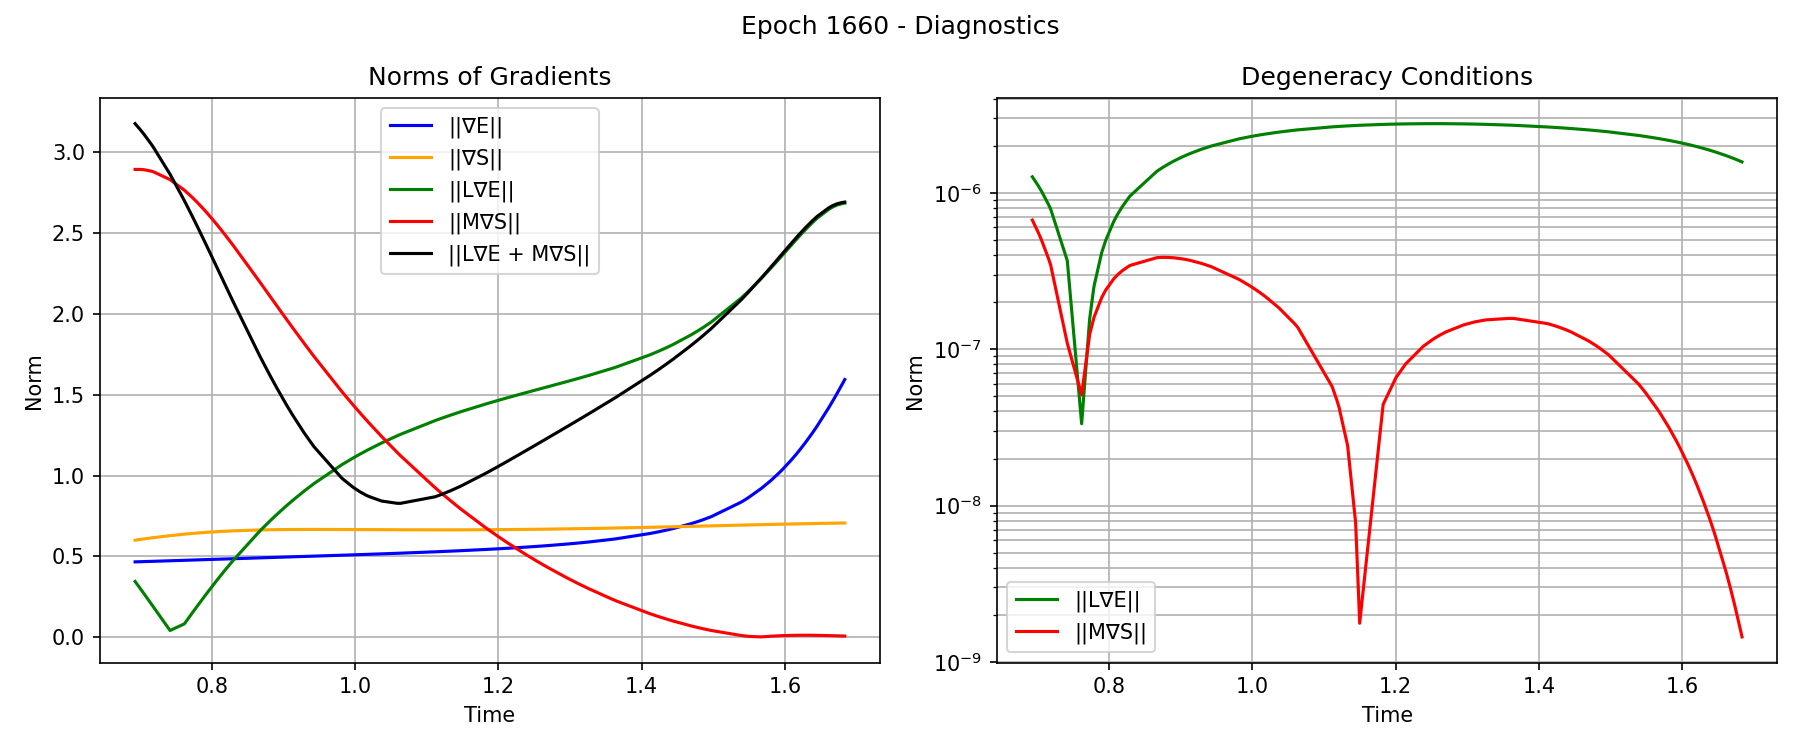 Epoch 1660 - Diagnostics
Norms of Gradients
Norm
3.0
2.5
2.0
1.5
1.0
0.5
0.0
||∇E||
||∇S||
||L∇E||
||M∇S||
||L∇E + M∇S||
0.8
1.0
1.2
1.4
1.6
Time
Degeneracy Conditions
Norm
10⁻⁶
10⁻⁷
10⁻⁸
10⁻⁹
||L∇E||
||M∇S||
0.8
1.0
1.2
1.4
1.6
Time